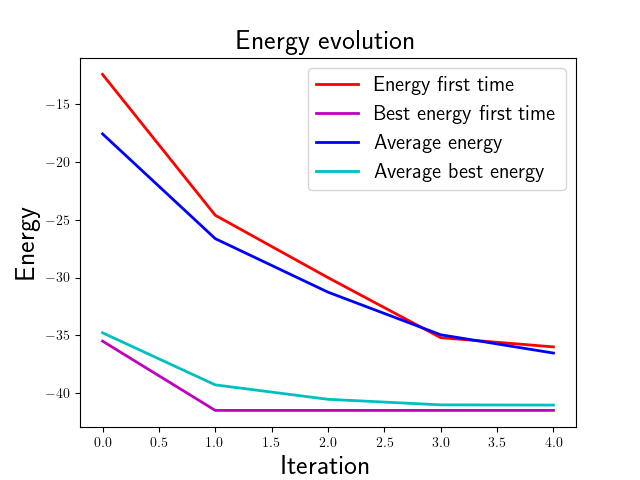 Energy evolution
Energy first time
Best energy first time
Average energy
Average best energy
Energy
−15
−20
−25
−30
−35
−40
0.0 0.5 1.0 1.5 2.0 2.5 3.0 3.5 4.0
Iteration